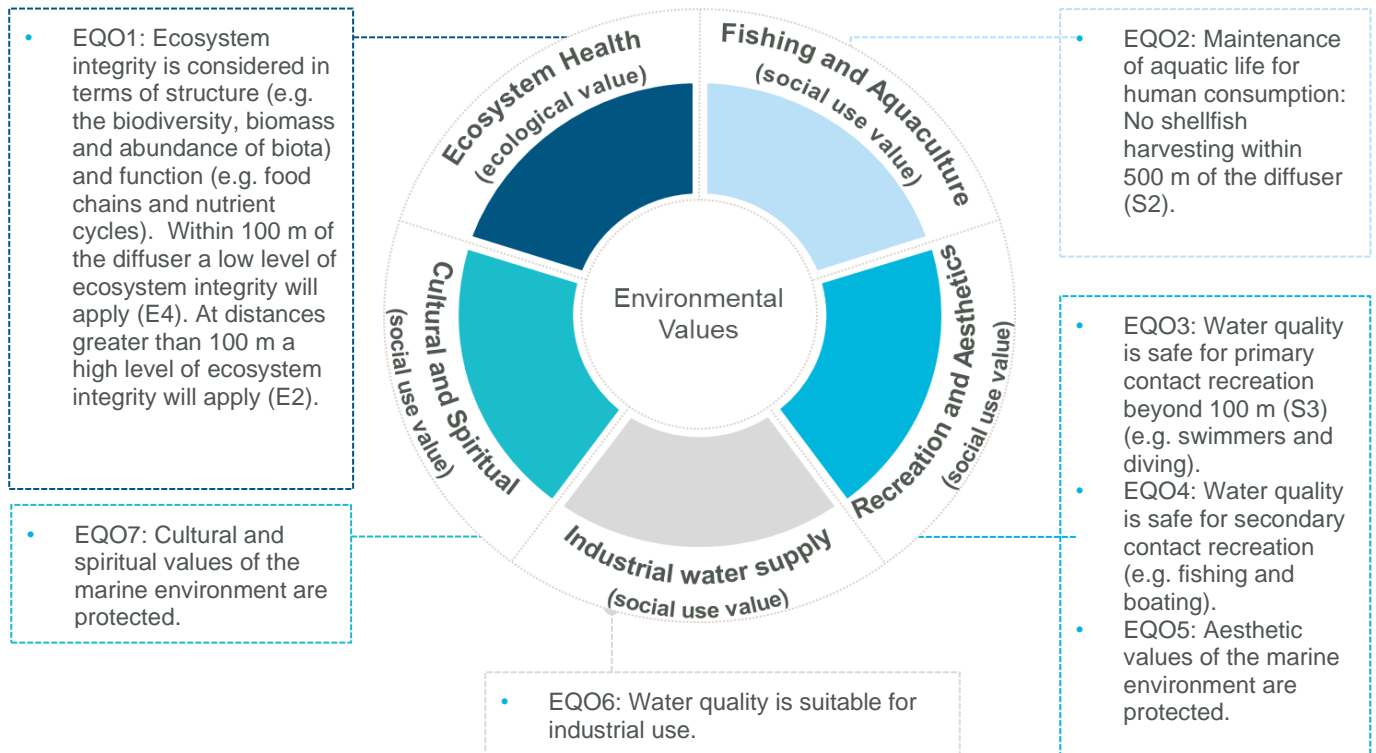 • EQO1: Ecosystem
integrity is considered in
terms of structure (e.g.
the biodiversity, biomass
and abundance of biota)
and function (e.g. food
chains and nutrient
cycles).  Within 100 m of
the diffuser a low level of
ecosystem integrity will
apply (E4). At distances
greater than 100 m a
high level of ecosystem
integrity will apply (E2).
Ecosystem Health
(ecological value)
Fishing and Aquaculture
(social use value)
• EQO2: Maintenance
of aquatic life for
human consumption:
No shellfish
harvesting within
500 m of the diffuser
(S2).
Environmental
Values
Cultural and Spiritual
(social use value)
Recreation and Aesthetics
(social use value)
• EQO3: Water quality
is safe for primary
contact recreation
beyond 100 m (S3)
(e.g. swimmers and
diving).
• EQO4: Water quality
is safe for secondary
contact recreation
(e.g. fishing and
boating).
• EQO5: Aesthetic
values of the marine
environment are
protected.
• EQO7: Cultural and
spiritual values of the
marine environment are
protected.
Industrial water supply
(social use value)
• EQO6: Water quality is suitable for
industrial use.